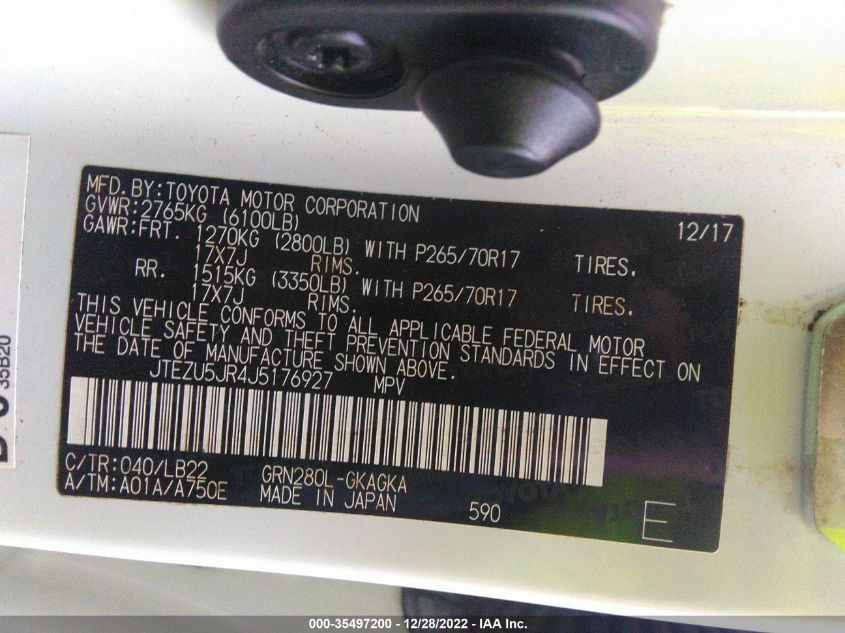 MFD. BY: TOYOTA MOTOR CORPORATION 12/17
GVWR: 2765KG (6100LB)
GAWR: FRT. 1270KG (2800LB) WITH P265/70R17 TIRES.
17X7J RIMS.
RR. 1515KG (3350LB) WITH P265/70R17 TIRES.
17X7J RIMS.
THIS VEHICLE CONFORMS TO ALL APPLICABLE FEDERAL MOTOR
VEHICLE SAFETY AND THEFT PREVENTION STANDARDS IN EFFECT ON
THE DATE OF MANUFACTURE SHOWN ABOVE.
JTEZU5JR4J5176927 MPV
C/TR: 040/LB22 GRN280L-GKAGKA
A/TM: A01A/A750E MADE IN JAPAN 590 E
35B20
000-35497200 - 12/28/2022 - IAA Inc.